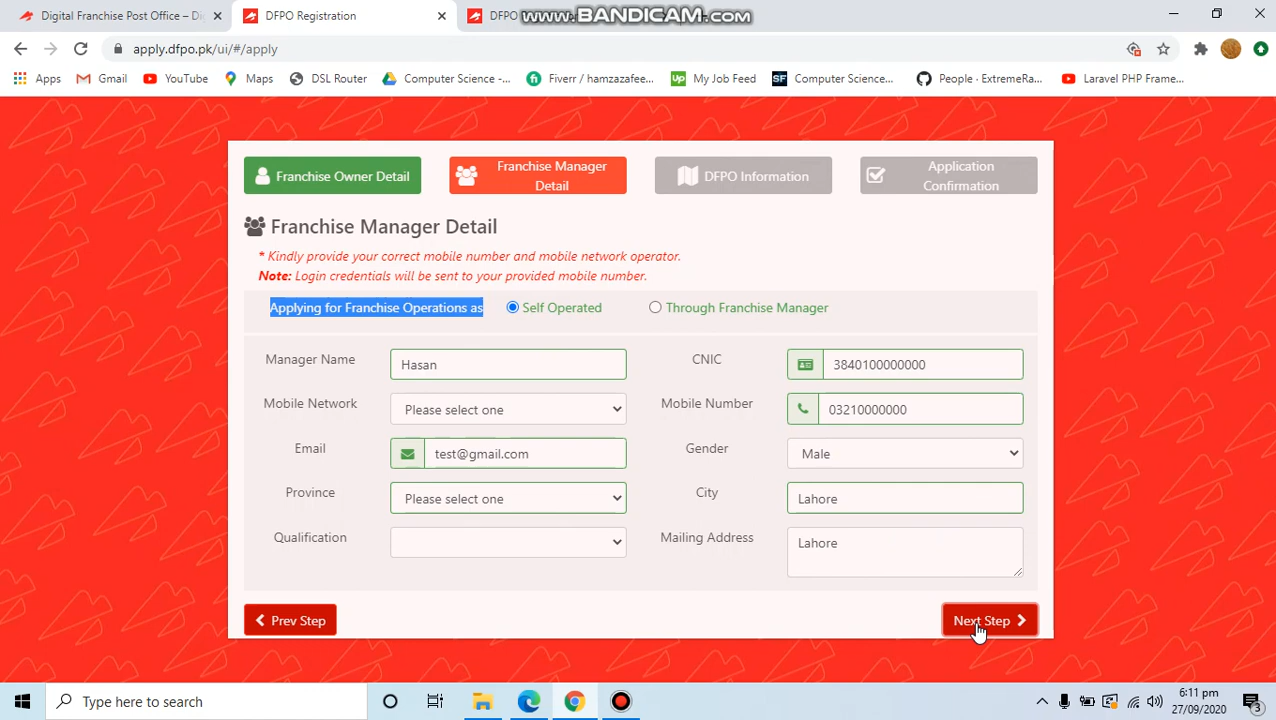 Digital Franchise Post Office – Di
DFPO Registration
DFPO
www.BANDICAM.com
apply.dfpo.pk/ui/#/apply
Apps
Gmail
YouTube
Maps
DSL Router
Computer Science -...
Fiverr / hamzazafee...
My Job Feed
Computer Science...
People · ExtremeRa...
Laravel PHP Frame...
Franchise Owner Detail
Franchise Manager
Detail
DFPO Information
Application
Confirmation
Franchise Manager Detail
* Kindly provide your correct mobile number and mobile network operator.
Note: Login credentials will be sent to your provided mobile number.
Applying for Franchise Operations as Self Operated Through Franchise Manager
Manager Name Hasan CNIC 3840100000000
Mobile Network Please select one Mobile Number 03210000000
Email test@gmail.com Gender Male
Province Please select one City Lahore
Qualification Mailing Address Lahore
Prev Step
Next Step
Type here to search
6:11 pm
27/09/2020
3